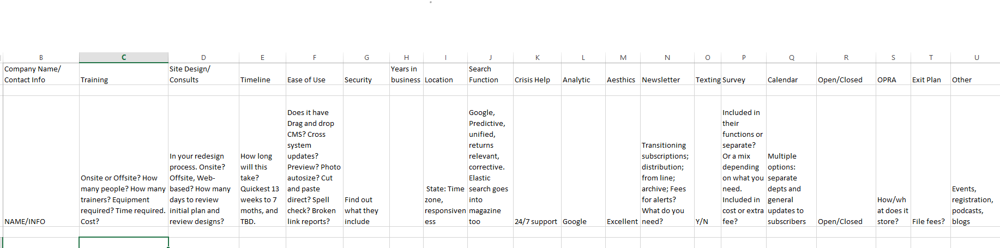 B C D E F G H I J K L M N O P Q R S T U
Company Name/
Contact Info
Training
Site Design/
Consults
Timeline
Ease of Use
Security
Years in
business
Location
Search
Function
Crisis Help
Analytic
Aesthics
Newsletter
Texting
Survey
Calendar
Open/Closed
OPRA
Exit Plan
Other
NAME/INFO
Onsite or Offsite? How
many people? How many
trainers? Equipment
required? Time required.
Cost?
In your redesign
process. Onsite?
Offsite, Web-
based? How many
days to review
initial plan and
review designs?
How long
will this
take?
Quickest 13
weeks to 7
moths, and
TBD.
Does it have
Drag and drop
CMS? Cross
system
updates?
Preview? Photo
autosize? Cut
and paste
direct? Spell
check? Broken
link reports?
Find out
what they
include
State: Time
zone,
responsiven
ess
Google,
Predictive,
unified,
returns
relevant,
corrective.
Elastic
search goes
into
magazine
too
24/7 support
Google
Excellent
Transitioning
subscriptions;
distribution;
from line;
archive; Fees
for alerts?
What do you
need?
Y/N
Included in
their
functions or
separate?
Or a mix
depending
on what you
need.
Included in
cost or extra
fee?
Multiple
options:
separate
depts and
general
updates to
subscribers
Open/Closed
How/wh
at does it
store?
File fees?
Events,
registration,
podcasts,
blogs